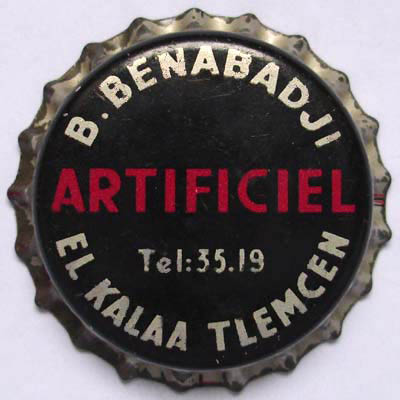 B. BENABADJI
ARTIFICIEL
Tel:35.19
EL KALAA TLEMCEN